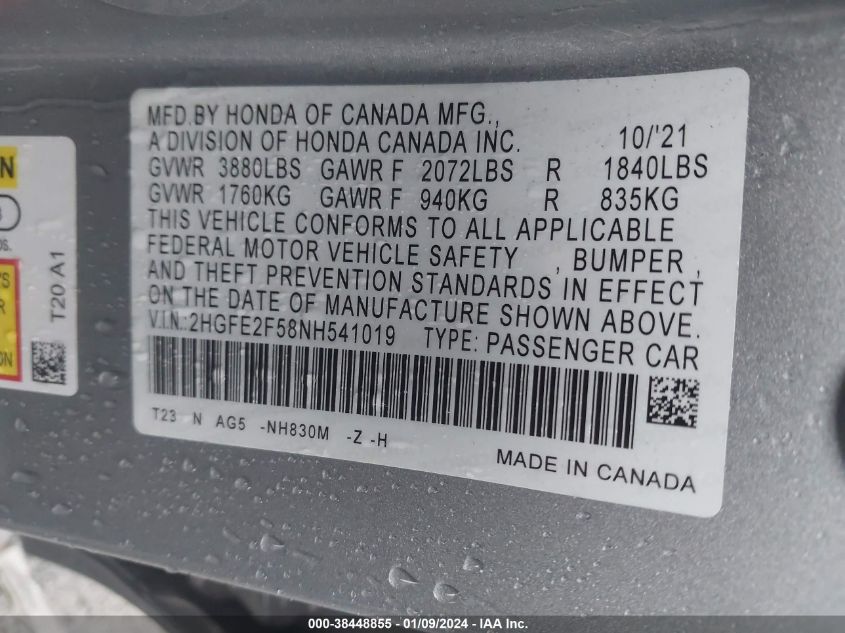 MFD.BY HONDA OF CANADA MFG.,
A DIVISION OF HONDA CANADA INC. 10/'21
GVWR 3880LBS GAWR F 2072LBS R 1840LBS
GVWR 1760KG GAWR F 940KG R 835KG
THIS VEHICLE CONFORMS TO ALL APPLICABLE
FEDERAL MOTOR VEHICLE SAFETY , BUMPER ,
AND THEFT PREVENTION STANDARDS IN EFFECT
ON THE DATE OF MANUFACTURE SHOWN ABOVE.
V.I.N.:2HGFE2F58NH541019 TYPE: PASSENGER CAR
T23 N AG5 -NH830M -Z -H
MADE IN CANADA
T20 A1
000-38448855 - 01/09/2024 - IAA Inc.